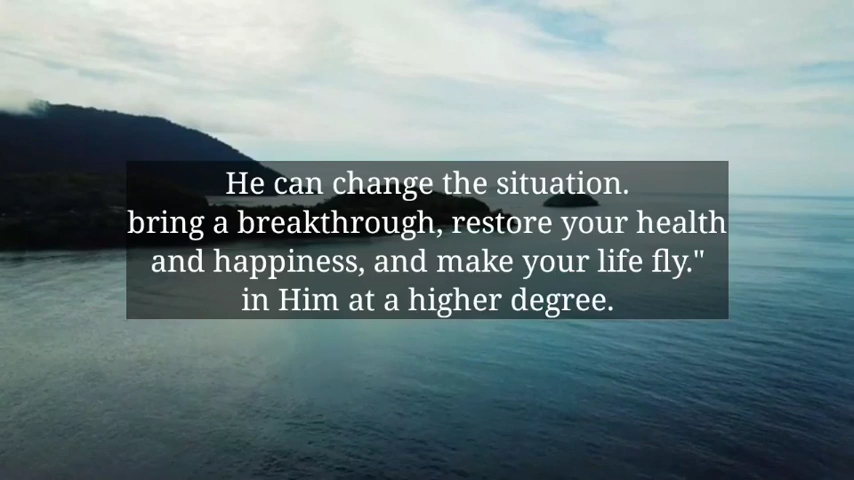 He can change the situation.
bring a breakthrough, restore your health
and happiness, and make your life fly."
in Him at a higher degree.